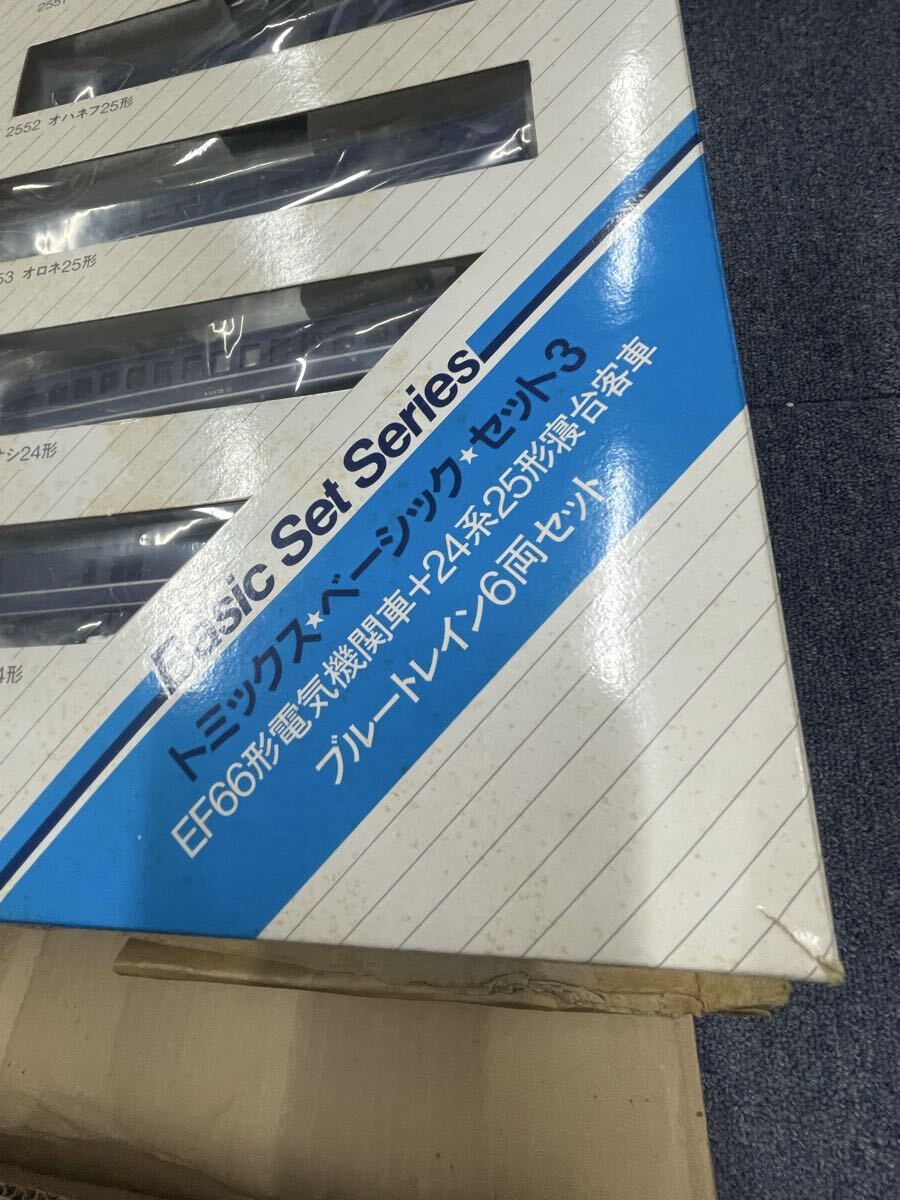 2551
2552 オハネフ25形
53 オロネ25形
ナシ24形
4形
Basic Set Series
トミックス★ベーシック★セット3
EF66形電気機関車+24系25形寝台客車
ブルートレイン6両セット